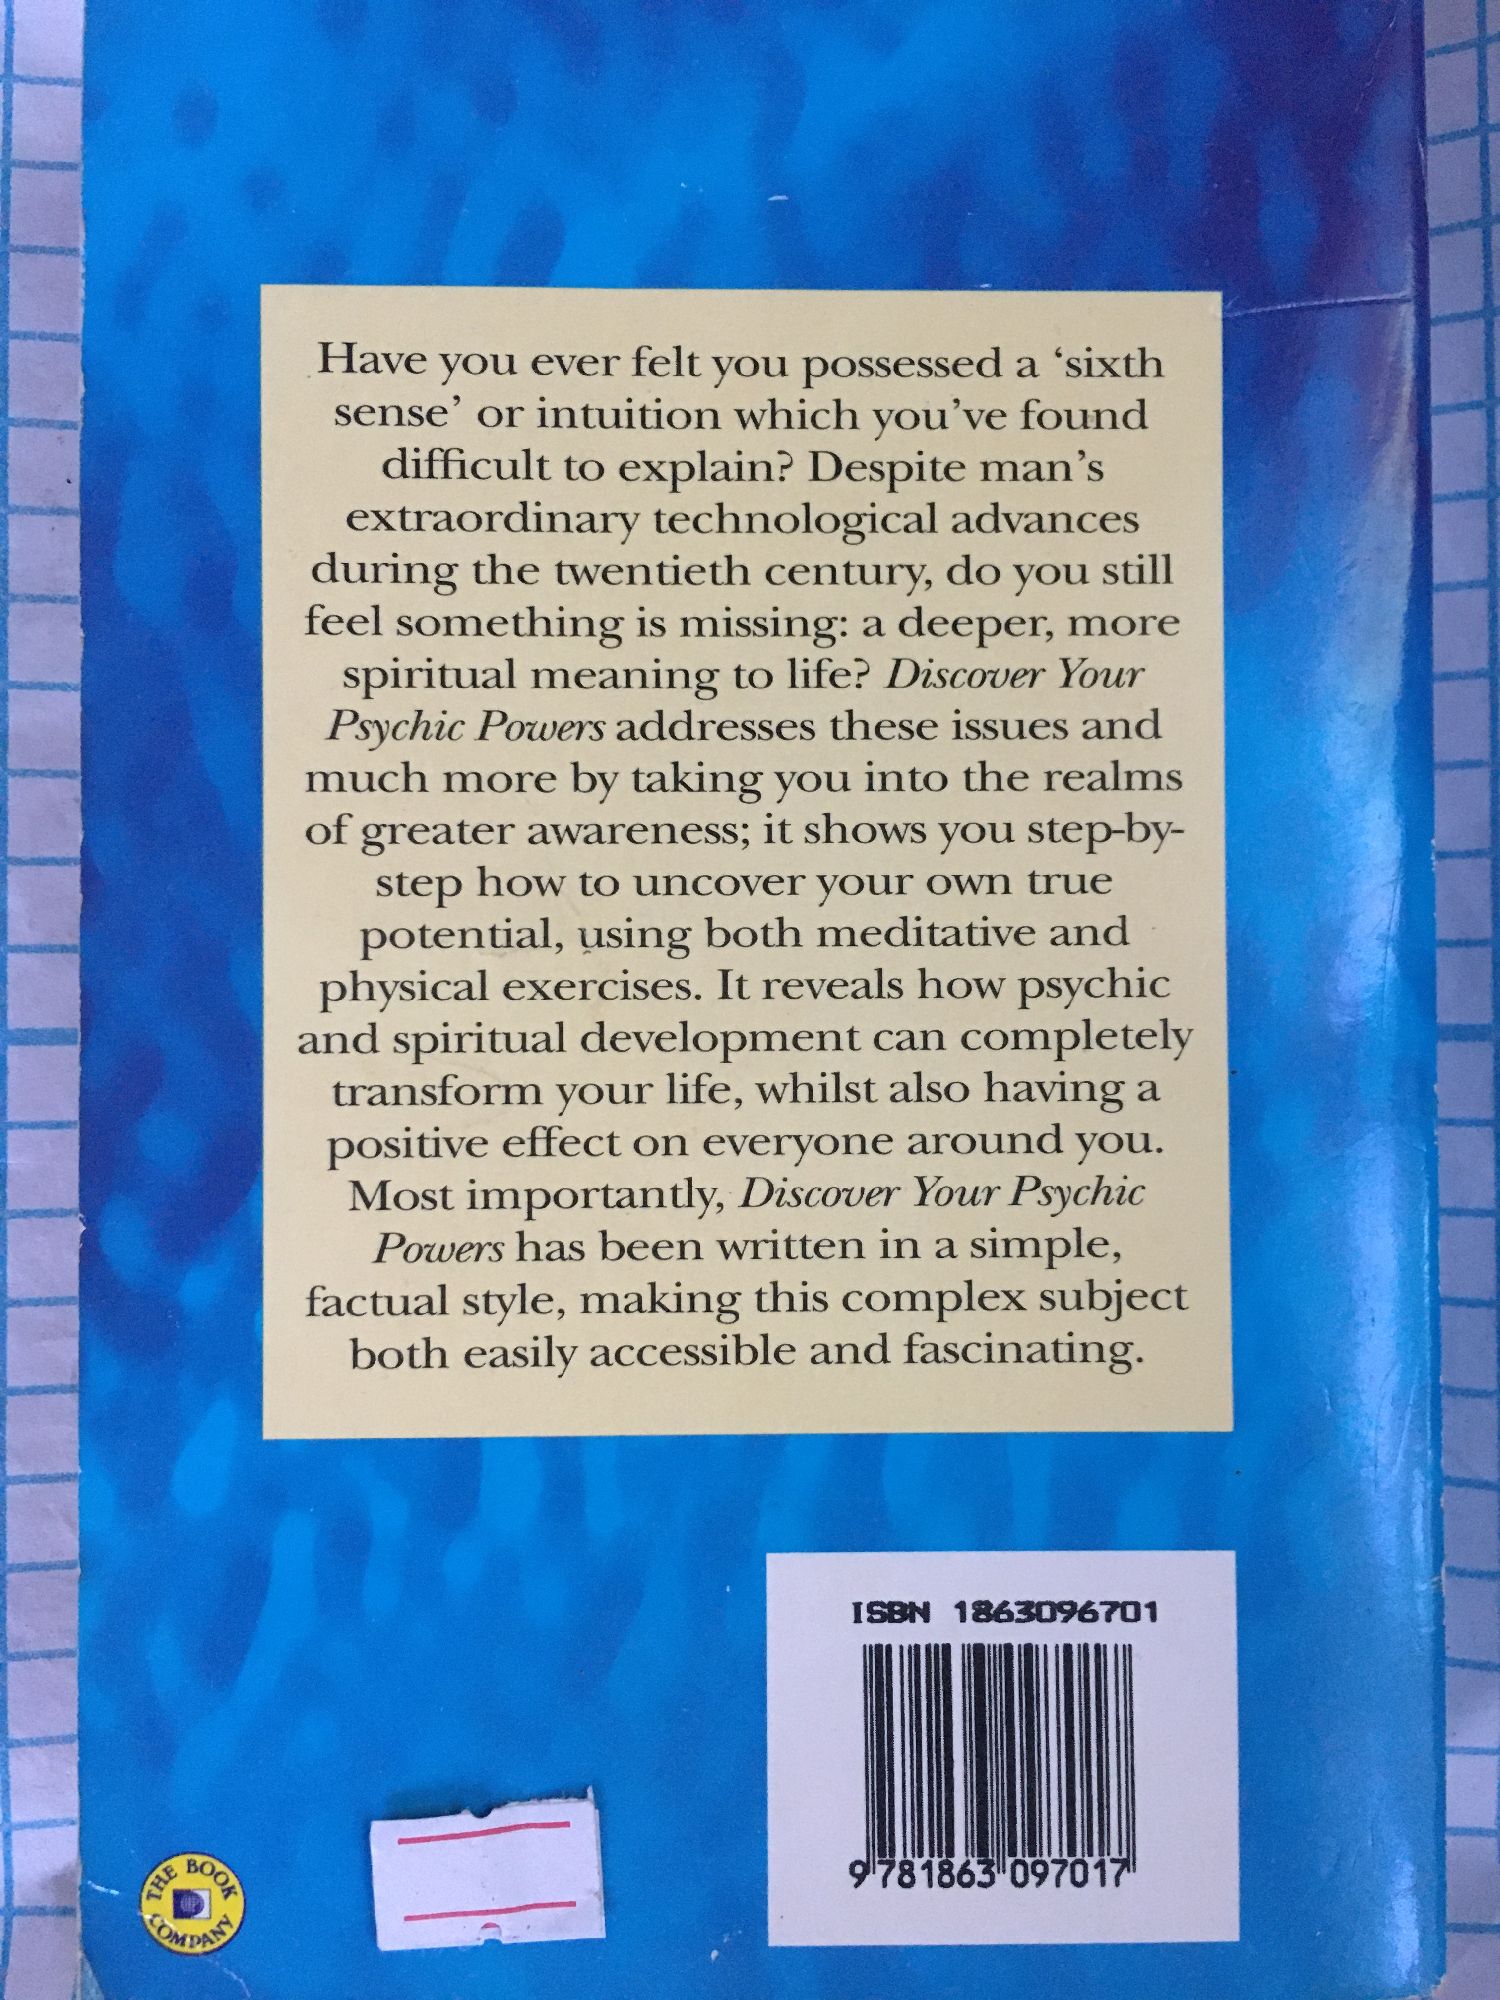 Have you ever felt you possessed a ‘sixth
sense’ or intuition which you’ve found
difficult to explain? Despite man’s
extraordinary technological advances
during the twentieth century, do you still
feel something is missing: a deeper, more
spiritual meaning to life? Discover Your
Psychic Powers addresses these issues and
much more by taking you into the realms
of greater awareness; it shows you step-by-
step how to uncover your own true
potential, using both meditative and
physical exercises. It reveals how psychic
and spiritual development can completely
transform your life, whilst also having a
positive effect on everyone around you.
Most importantly, Discover Your Psychic
Powers has been written in a simple,
factual style, making this complex subject
both easily accessible and fascinating.
ISBN 1863096701
9 781863 097017
THE BOOK
COMPANY